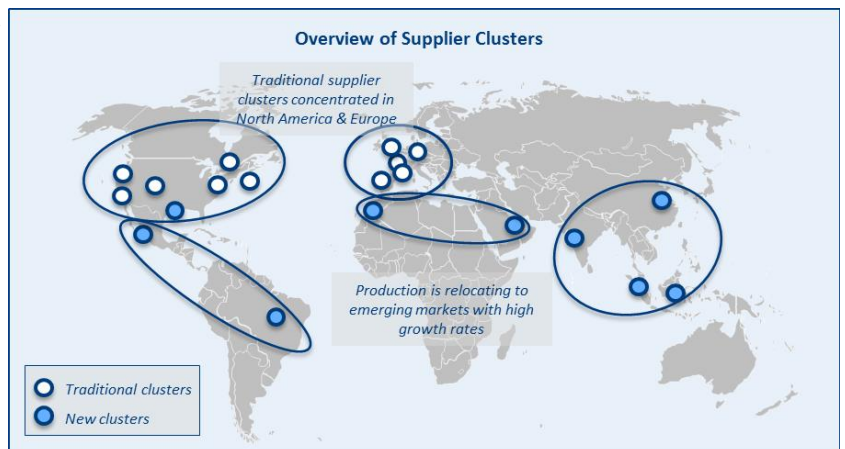 Overview of Supplier Clusters
Traditional supplier
clusters concentrated in
North America & Europe
Production is relocating to
emerging markets with high
growth rates
Traditional clusters
New clusters